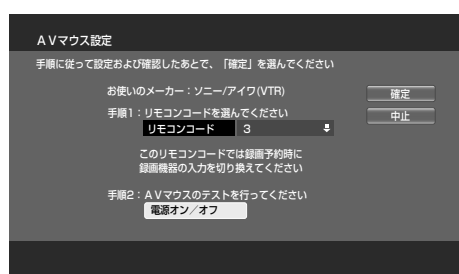 AVマウス設定
手順に従って設定および確認したあとで、「確定」を選んでください
お使いのメーカー：ソニー/アイワ(VTR)
確定
手順1：リモコンコードを選んでください
中止
リモコンコード 3
このリモコンコードでは録画予約時に
録画機器の入力を切り換えてください
手順2：AVマウスのテストを行ってください
電源オン／オフ